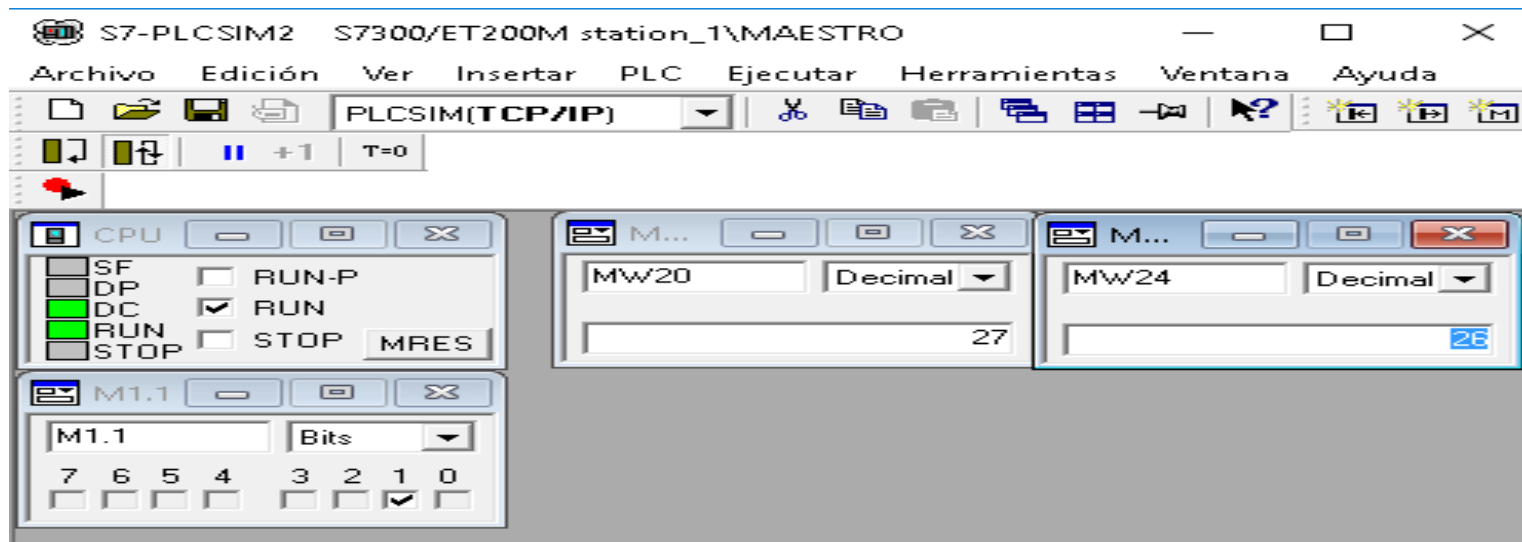 S7-PLCSIM2 S7300/ET200M station_1\MAESTRO
Archivo Edición Ver Insertar PLC Ejecutar Herramientas Ventana Ayuda
PLCSIM(TCP/IP)
+1 T=0
CPU
SF
DP
DC
RUN
STOP
RUN-P
RUN
STOP
MRES
M...
MW20 Decimal
27
M...
MW24 Decimal
26
M1.1
M1.1 Bits
7 6 5 4 3 2 1 0